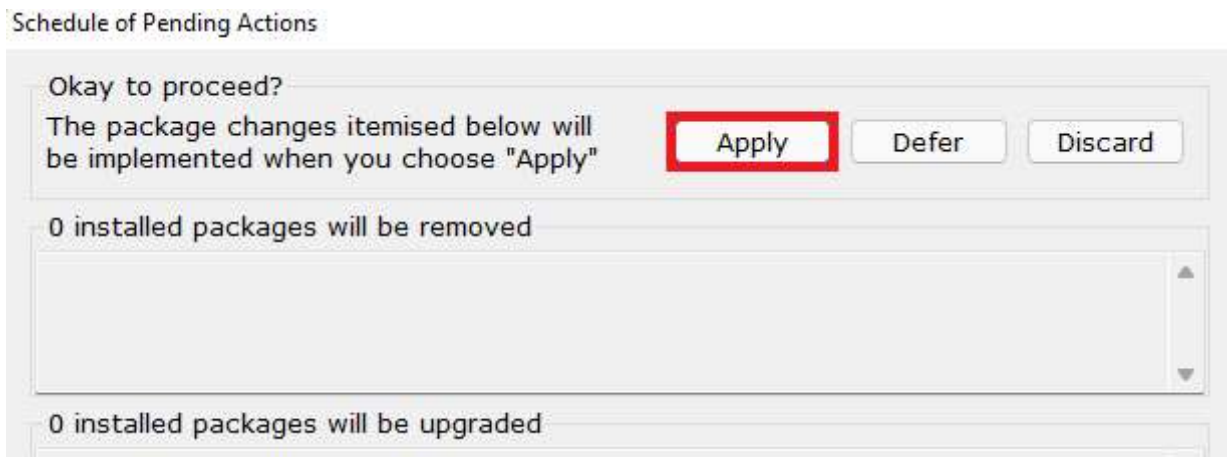 Schedule of Pending Actions
Okay to proceed?
The package changes itemised below will
be implemented when you choose "Apply"
Apply Defer Discard
0 installed packages will be removed
0 installed packages will be upgraded